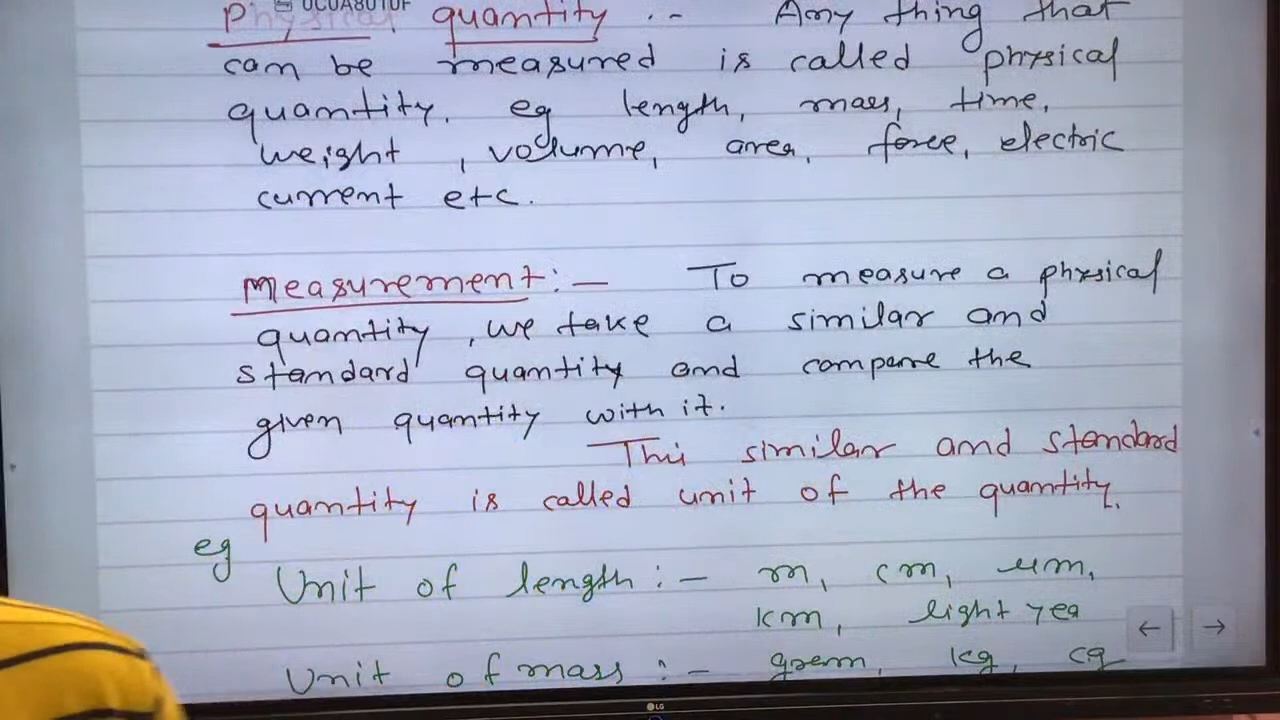 Physical quantity :- Any thing that
can be measured is called physical
quantity. eg length, mass, time,
weight, volume, area, force, electric
current etc.
Measurement:- To measure a physical
quantity, we take a similar and
standard quantity and compare the
given quantity with it.
This similar and standard
quantity is called unit of the quantity.
eg
Unit of length :- m, cm, μm,
km, light yea
Unit of mass :- gram, kg, cg
← →
LG